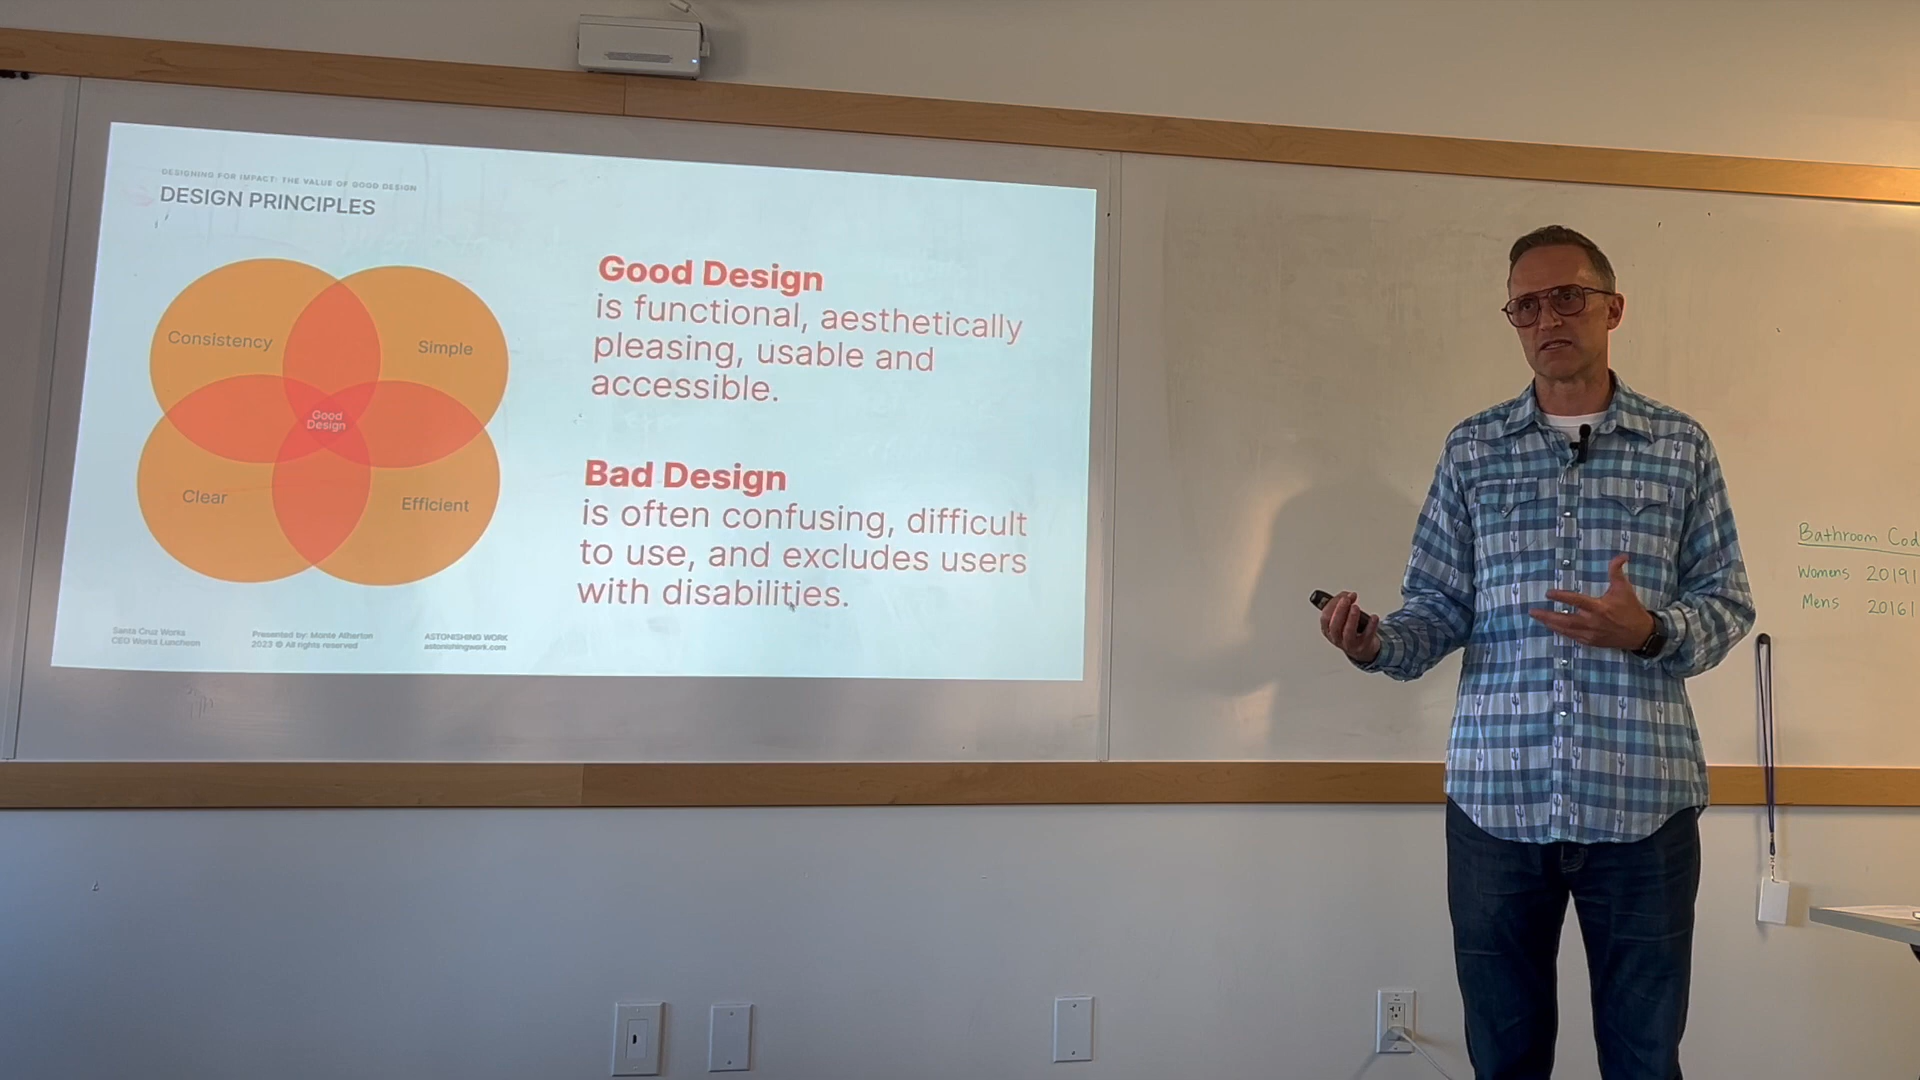 DESIGNING FOR IMPACT: THE VALUE OF GOOD DESIGN
DESIGN PRINCIPLES
Consistency
Simple
Good
Design
Clear
Efficient
Good Design
is functional, aesthetically
pleasing, usable and
accessible.
Bad Design
is often confusing, difficult
to use, and excludes users
with disabilities.
Santa Cruz Works
CEO Works Luncheon
Presented by: Monte Atherton
2023 © All rights reserved
ASTONISHING WORK
astonishingwork.com
Bathroom Cod
Womens 20191
Mens 2016